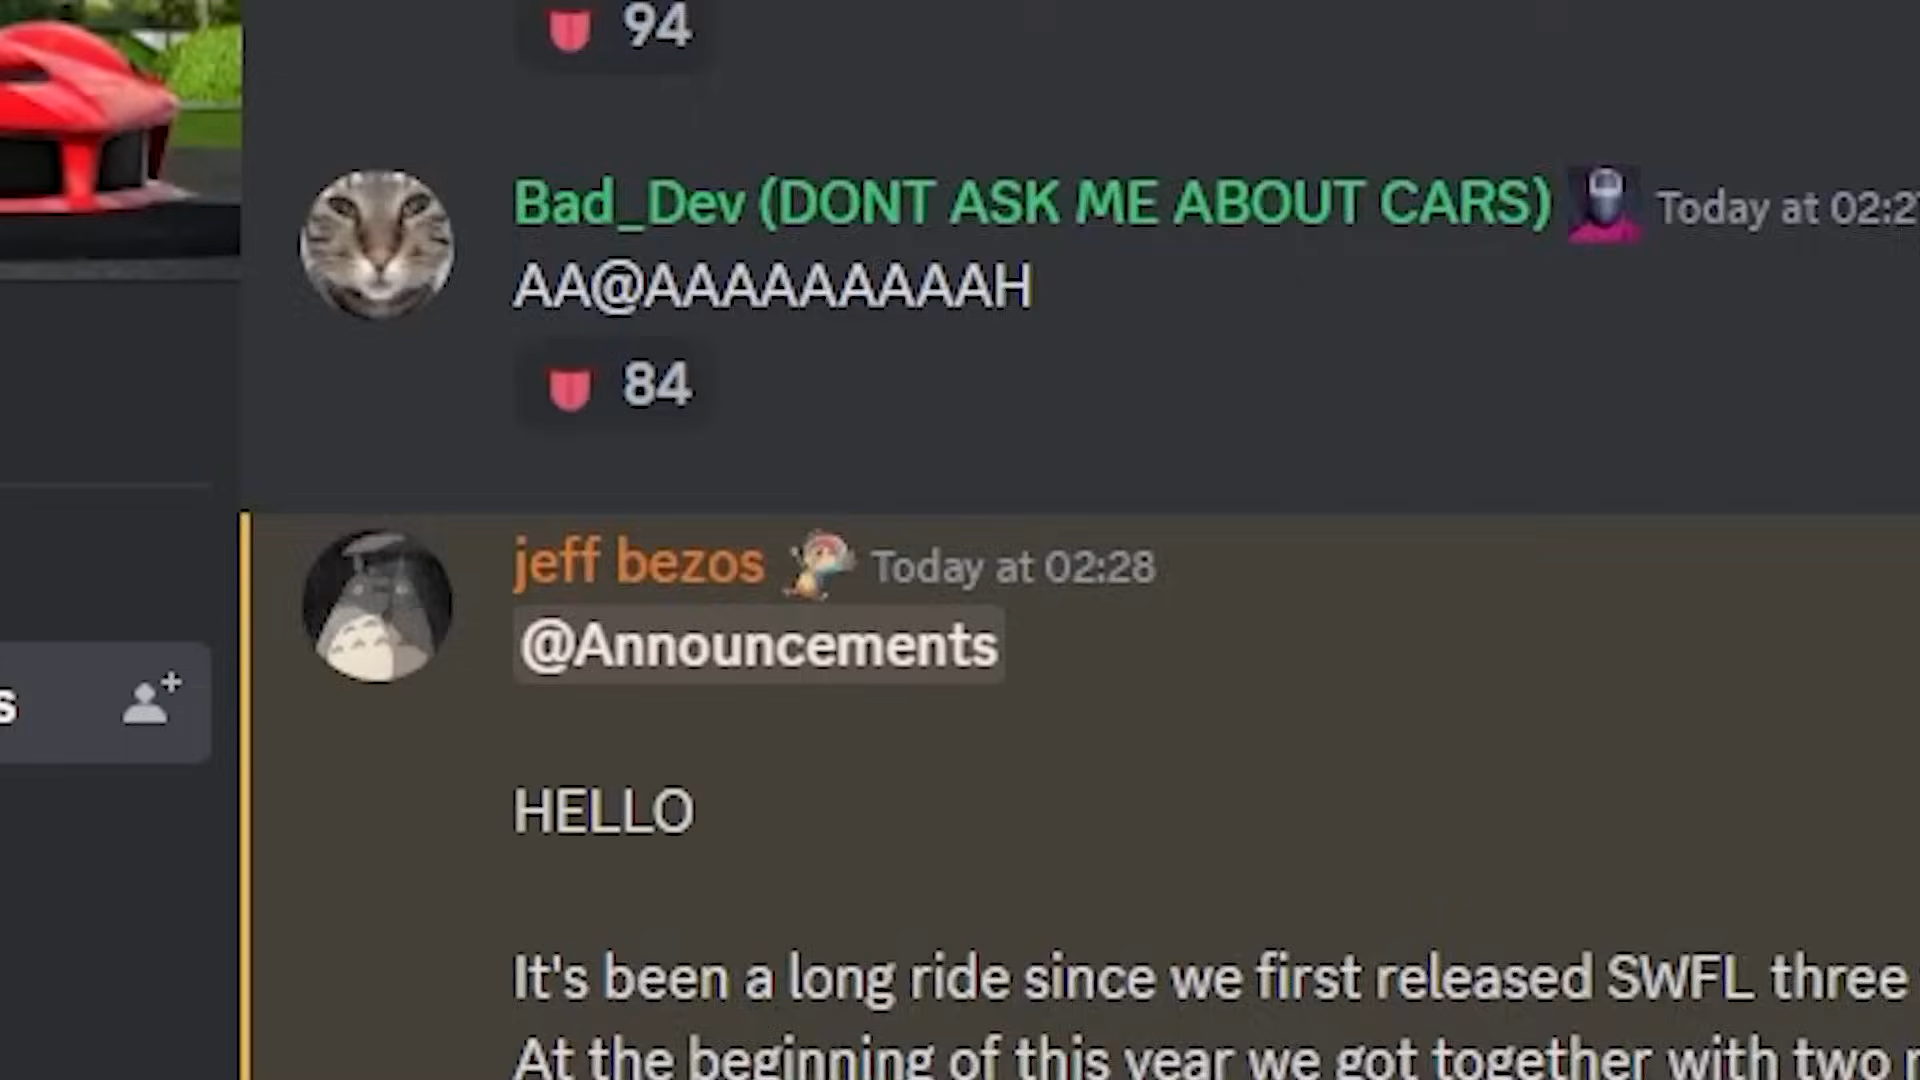 94
Bad_Dev (DONT ASK ME ABOUT CARS) Today at 02:27
AA@AAAAAAAAAH
84
jeff bezos Today at 02:28
@Announcements
s
HELLO
It's been a long ride since we first released SWFL three
At the beginning of this year we got together with two